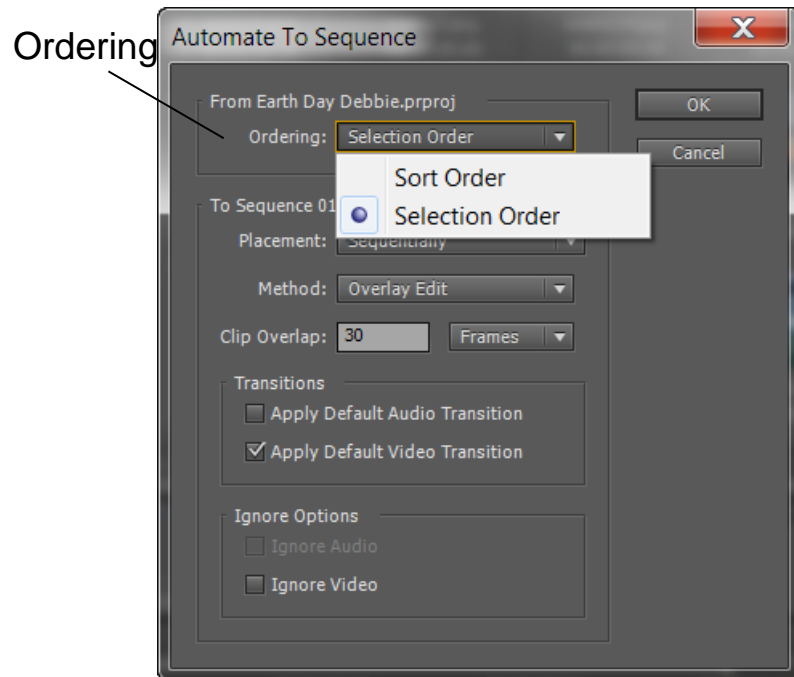 Ordering
Automate To Sequence
From Earth Day Debbie.prproj
OK
Ordering: Selection Order
Cancel
Sort Order
Selection Order
To Sequence 01
Placement: Sequentially
Method: Overlay Edit
Clip Overlap: 30 Frames
Transitions
Apply Default Audio Transition
Apply Default Video Transition
Ignore Options
Ignore Audio
Ignore Video